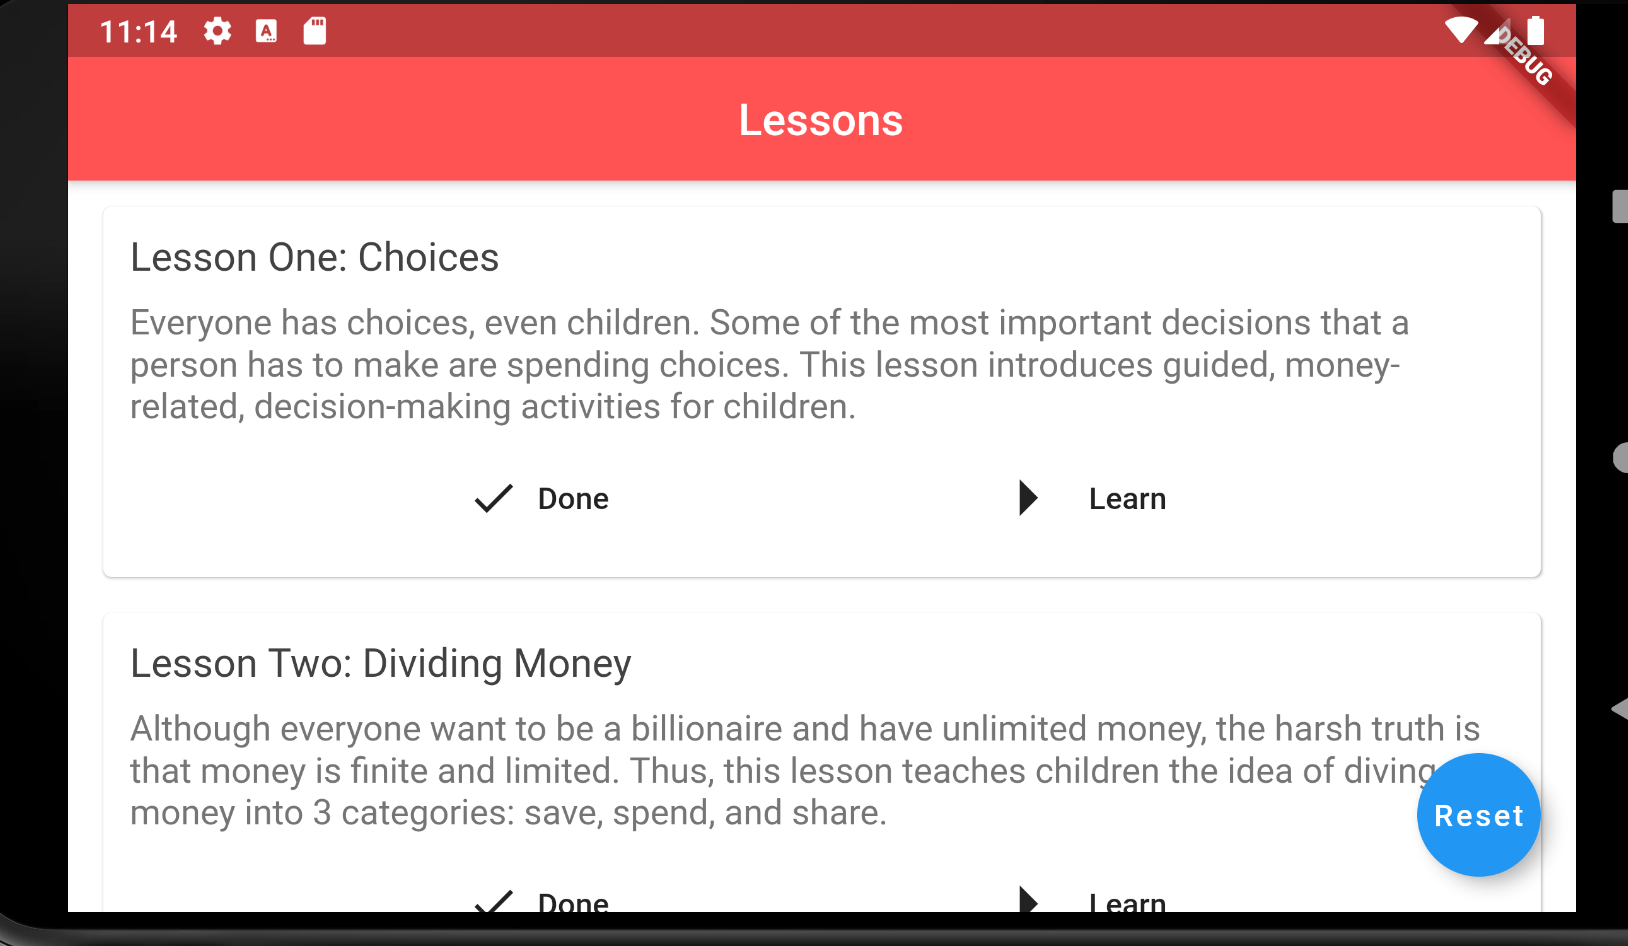 11:14
DEBUG
Lessons
Lesson One: Choices
Everyone has choices, even children. Some of the most important decisions that a
person has to make are spending choices. This lesson introduces guided, money-
related, decision-making activities for children.
Done Learn
Lesson Two: Dividing Money
Although everyone want to be a billionaire and have unlimited money, the harsh truth is
that money is finite and limited. Thus, this lesson teaches children the idea of diving
money into 3 categories: save, spend, and share.
Reset
Done Learn